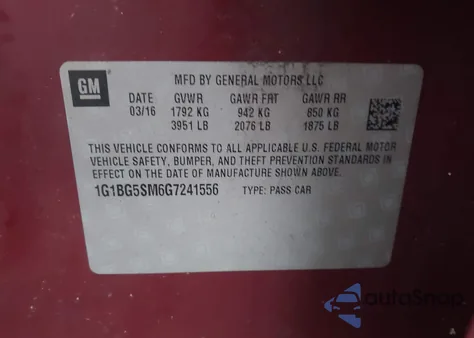 GM
MFD BY GENERAL MOTORS LLC
DATE GVWR GAWR FRT GAWR RR
03/16 1792 KG 942 KG 850 KG
3951 LB 2076 LB 1875 LB
THIS VEHICLE CONFORMS TO ALL APPLICABLE U.S. FEDERAL MOTOR
VEHICLE SAFETY, BUMPER, AND THEFT PREVENTION STANDARDS IN
EFFECT ON THE DATE OF MANUFACTURE SHOWN ABOVE.
1G1BG5SM6G7241556 TYPE: PASS CAR
autoSnap